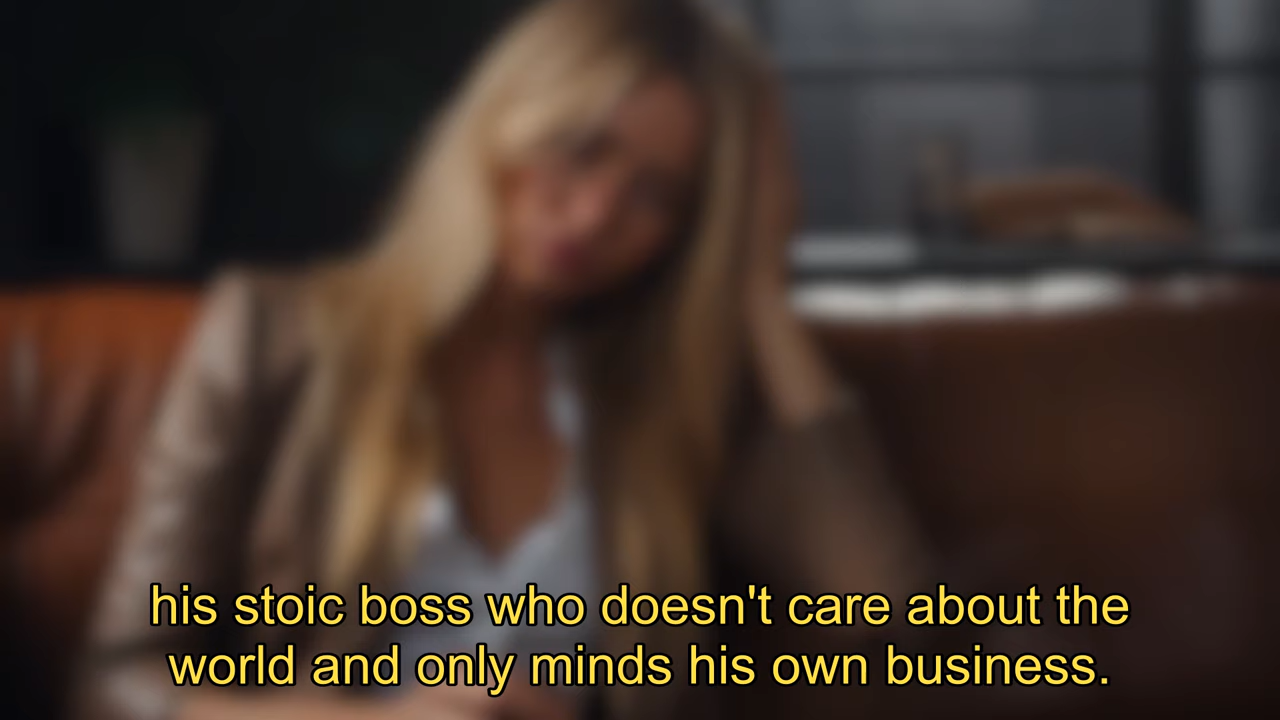 his stoic boss who doesn't care about the
world and only minds his own business.